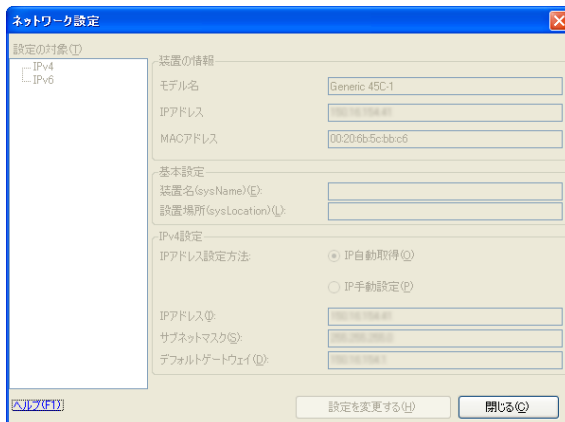 ネットワーク設定
設定の対象(T)
IPv4
IPv6
装置の情報
モデル名 Generic 45C-1
IPアドレス
MACアドレス 00:20:6b:5c:bb:c6
基本設定
装置名(sysName)(E):
設置場所(sysLocation)(L):
IPv4設定
IPアドレス設定方法: IP自動取得(O)
IP手動設定(P)
IPアドレス(I):
サブネットマスク(S):
デフォルトゲートウェイ(D):
ヘルプ(F1) 設定を変更する(H) 閉じる(C)